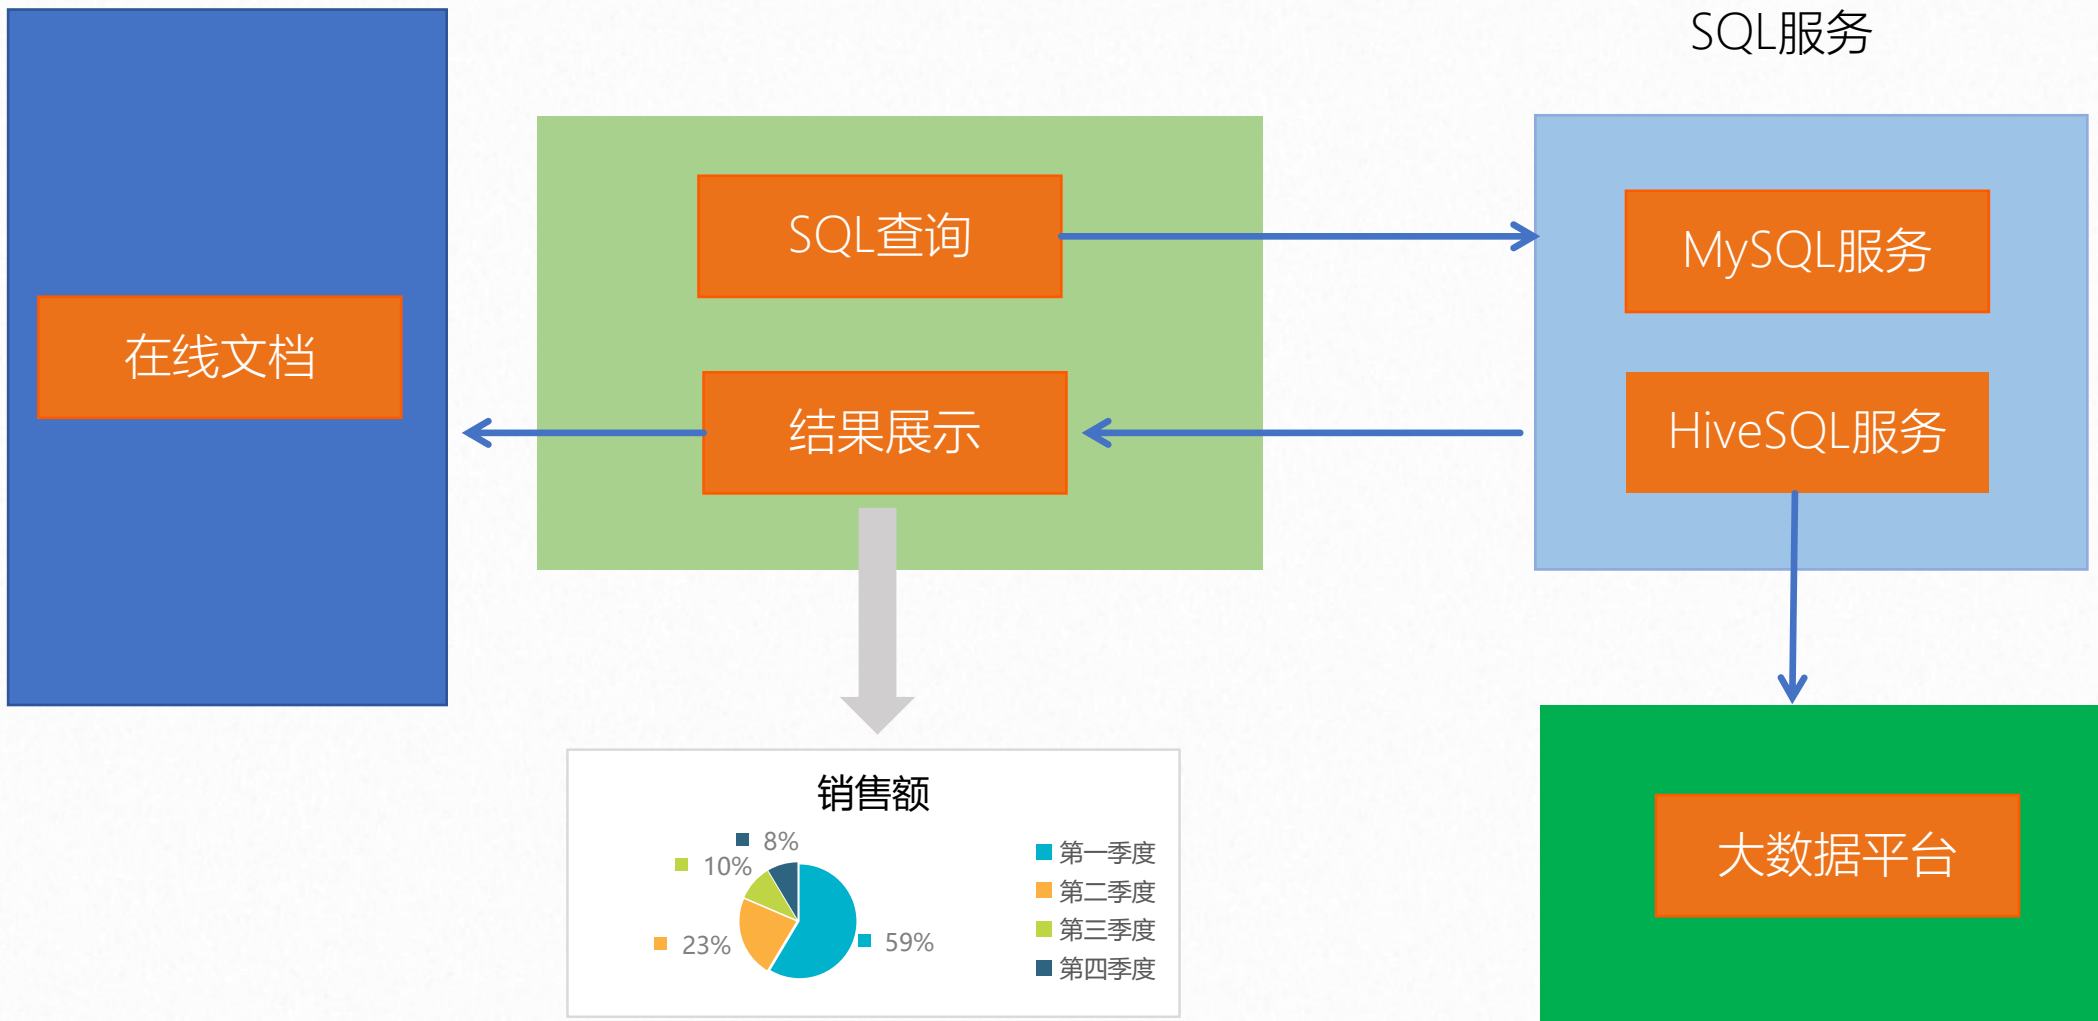 SQL服务
在线文档
SQL查询
结果展示
MySQL服务
HiveSQL服务
大数据平台
销售额
8%
10%
23%
59%
第一季度
第二季度
第三季度
第四季度